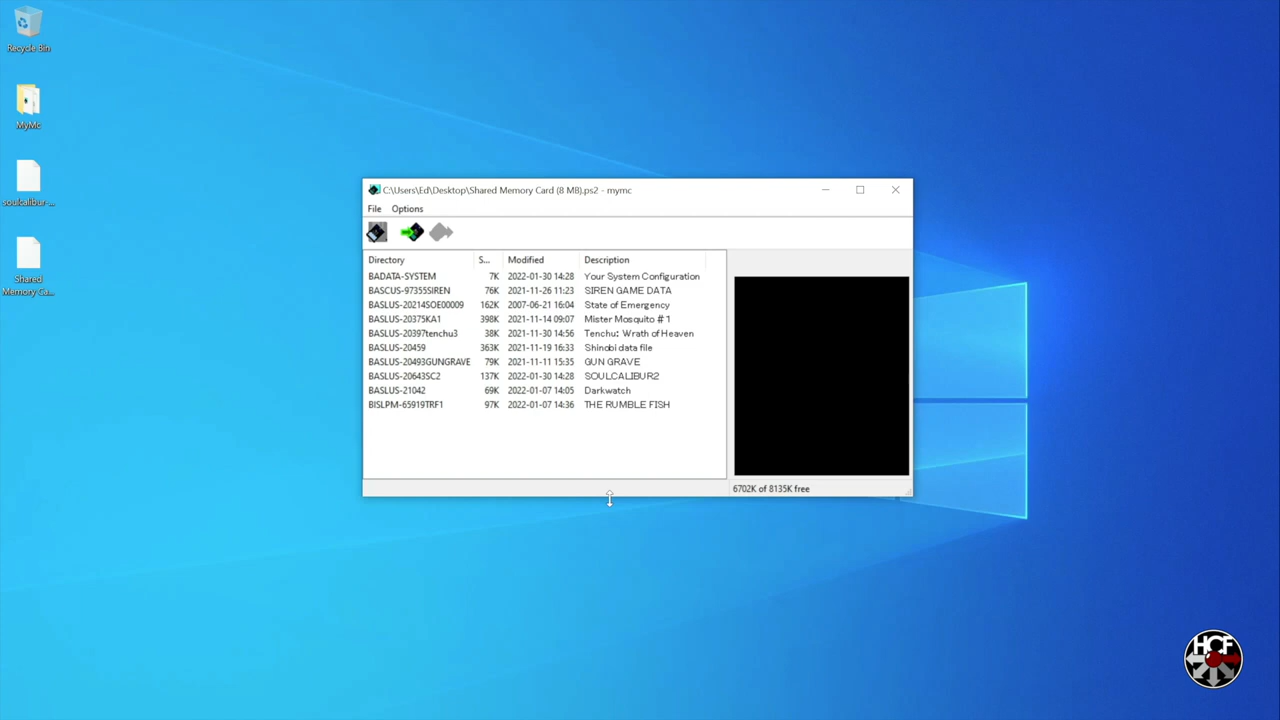 Recycle Bin
MyMc
soulcalibur-...
Shared
Memory Ca...
C:\Users\Ed\Desktop\Shared Memory Card (8 MB).ps2 - mymc
File Options
Directory S... Modified Description
BADATA-SYSTEM 7K 2022-01-30 14:28 Your System Configuration
BASCUS-97355SIREN 76K 2021-11-26 11:23 SIREN GAME DATA
BASLUS-20214SOE00009 162K 2007-06-21 16:04 State of Emergency
BASLUS-20375KA1 398K 2021-11-14 09:07 Mister Mosquito #1
BASLUS-20397tenchu3 38K 2021-11-30 14:56 Tenchu: Wrath of Heaven
BASLUS-20459 363K 2021-11-19 16:33 Shinobi data file
BASLUS-20493GUNGRAVE 79K 2021-11-11 15:35 GUN GRAVE
BASLUS-20643SC2 137K 2022-01-30 14:28 SOULCALIBUR2
BASLUS-21042 69K 2022-01-07 14:05 Darkwatch
BISLPM-65919TRF1 97K 2022-01-07 14:36 THE RUMBLE FISH
6702K of 8135K free
HCF